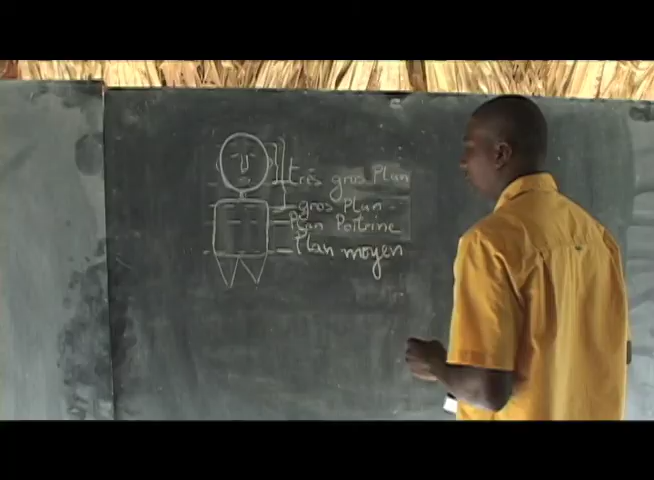 très gros Plan
gros Plan -
Plan Poitrine
Plan moyen